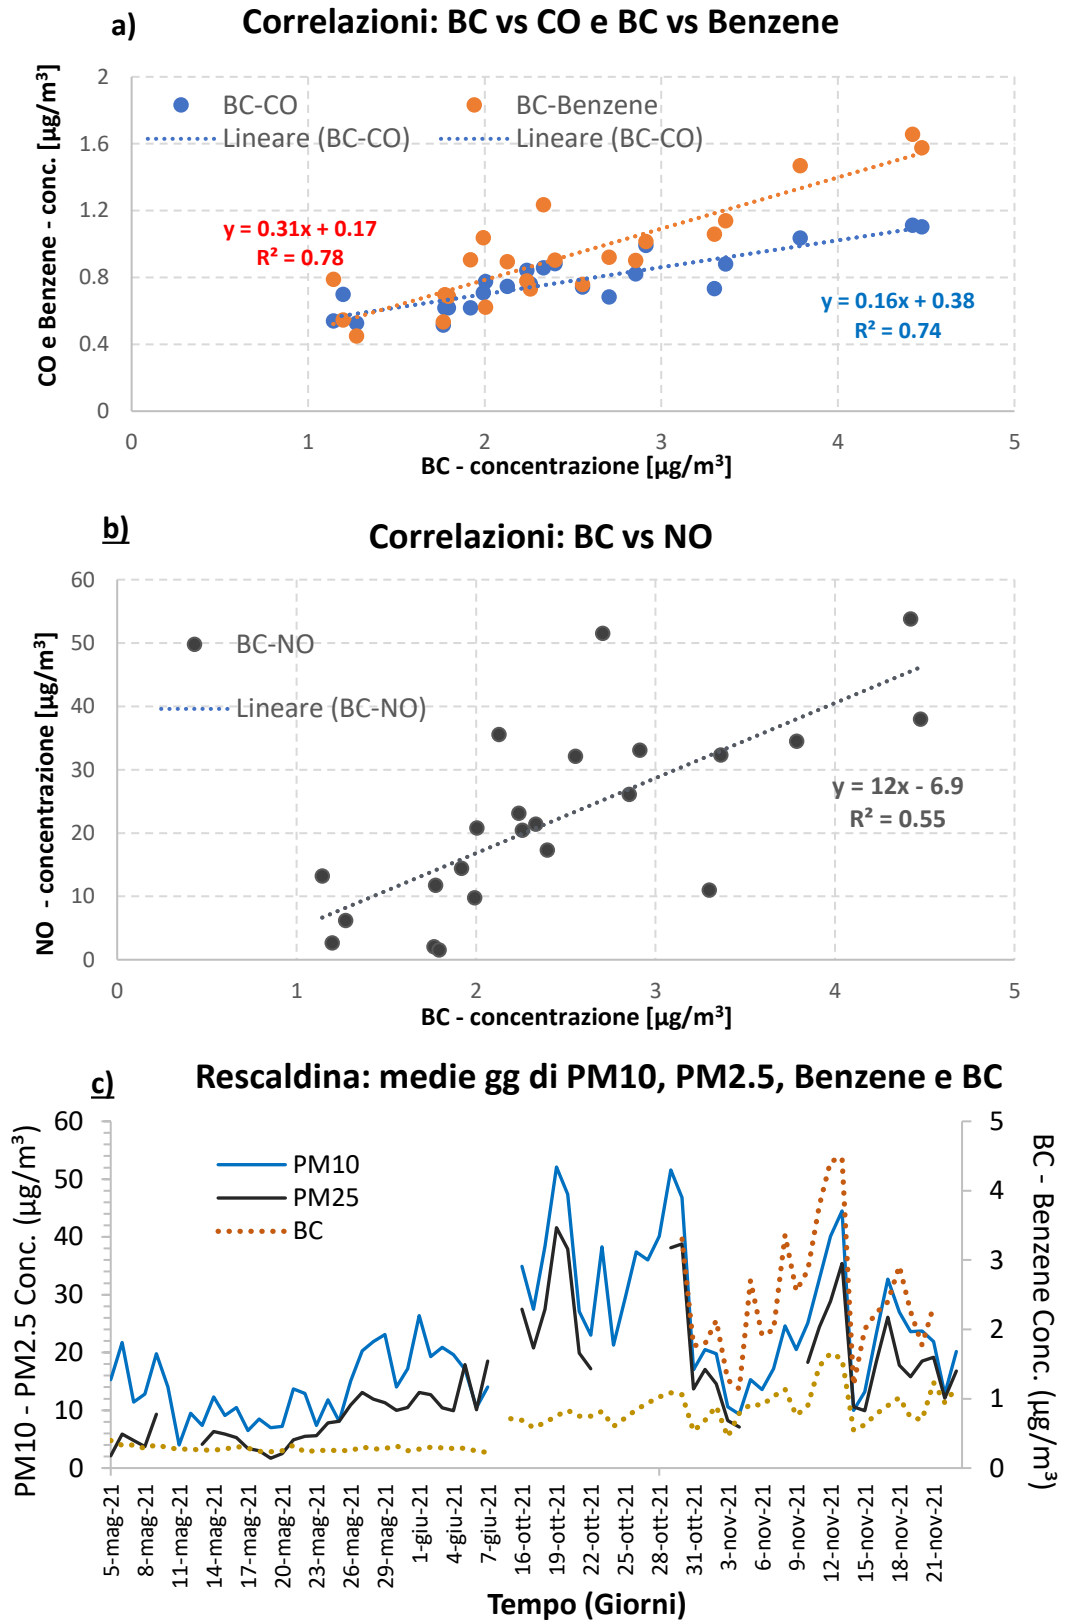 a)
Correlazioni: BC vs CO e BC vs Benzene
CO e Benzene - conc. [µg/m³]
2
1.6
1.2
0.8
0.4
0
BC-CO
BC-Benzene
Lineare (BC-CO)
Lineare (BC-CO)
y = 0.31x + 0.17
R² = 0.78
y = 0.16x + 0.38
R² = 0.74
0 1 2 3 4 5
BC - concentrazione [µg/m³]
b)
Correlazioni: BC vs NO
NO - concentrazione [µg/m³]
60
50
40
30
20
10
0
BC-NO
Lineare (BC-NO)
y = 12x - 6.9
R² = 0.55
0 1 2 3 4 5
BC - concentrazione [µg/m³]
c)
Rescaldina: medie gg di PM10, PM2.5, Benzene e BC
PM10 - PM2.5 Conc. (µg/m³)
60
50
40
30
20
10
0
PM10
PM25
BC
5
4
3
2
1
0
BC - Benzene Conc. (µg/m³)
5-mag-21
8-mag-21
11-mag-21
14-mag-21
17-mag-21
20-mag-21
23-mag-21
26-mag-21
29-mag-21
1-giu-21
4-giu-21
7-giu-21
16-ott-21
19-ott-21
22-ott-21
25-ott-21
28-ott-21
31-ott-21
3-nov-21
6-nov-21
9-nov-21
12-nov-21
15-nov-21
18-nov-21
21-nov-21
Tempo (Giorni)